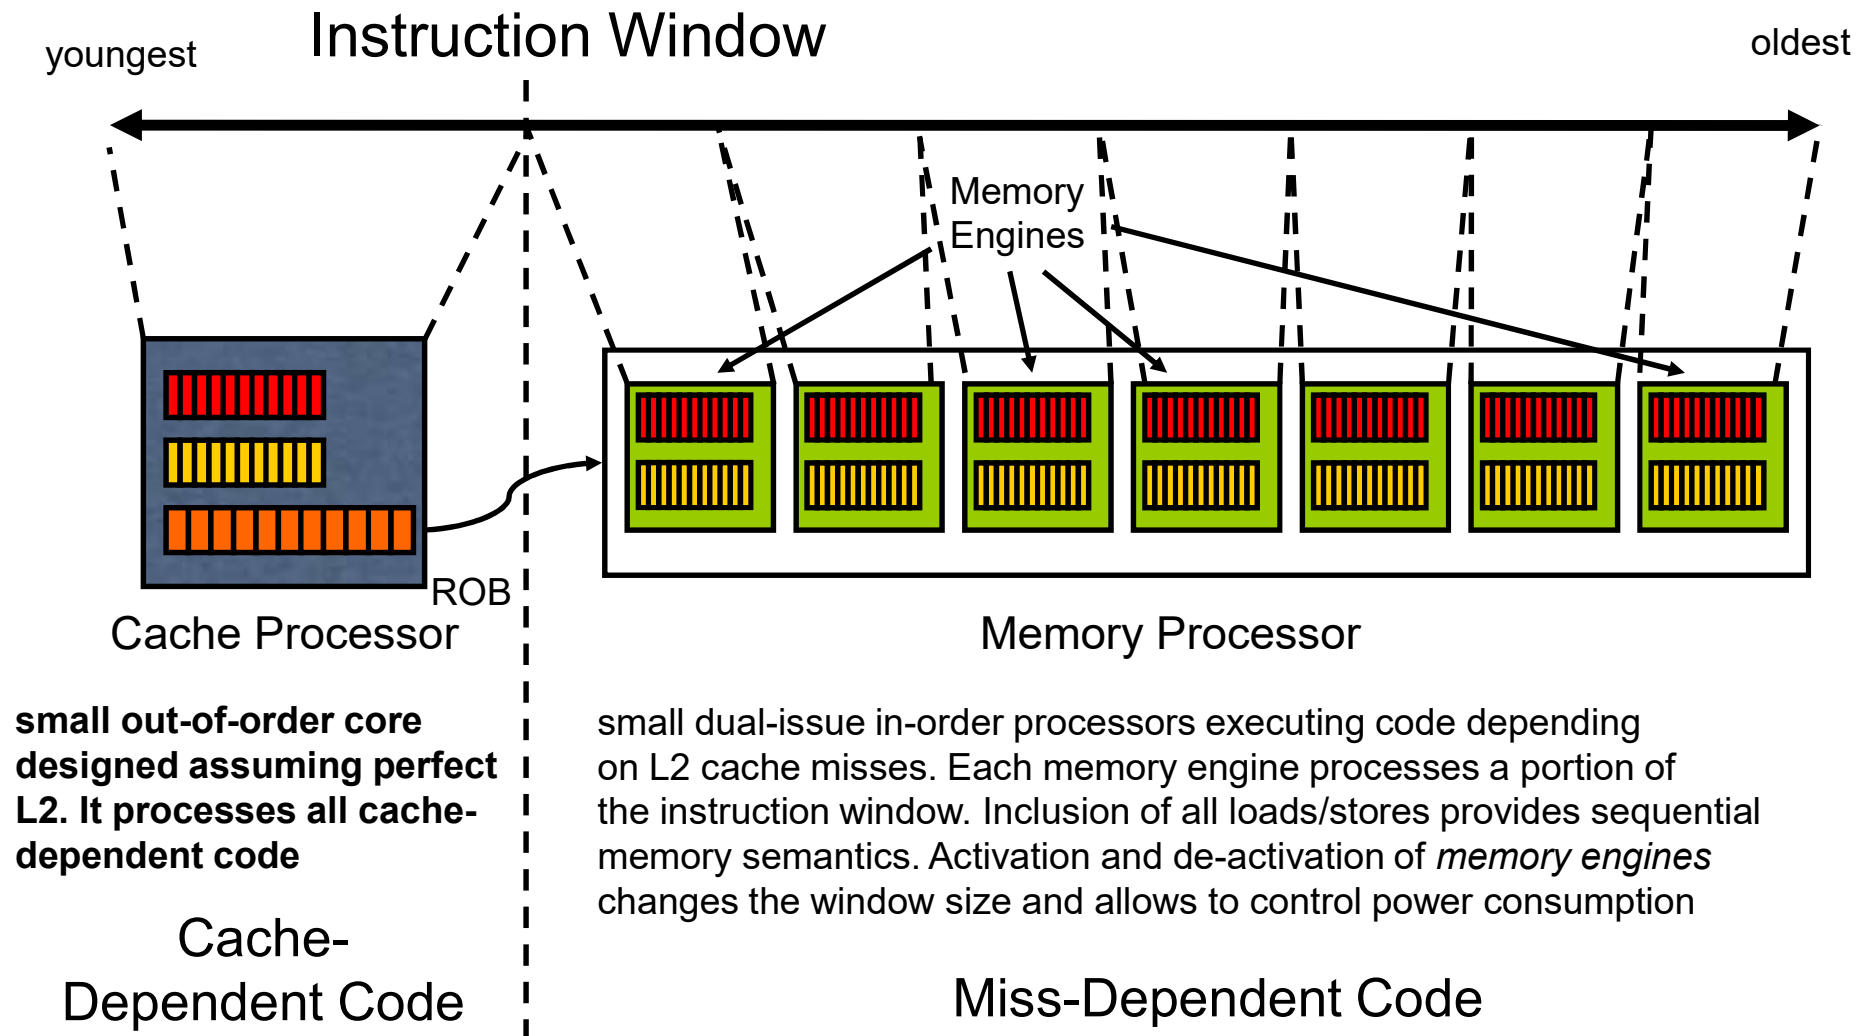 Instruction Window
youngest
oldest
Memory
Engines
ROB
Cache Processor
Memory Processor
small out-of-order core
designed assuming perfect
L2. It processes all cache-
dependent code
small dual-issue in-order processors executing code depending
on L2 cache misses. Each memory engine processes a portion of
the instruction window. Inclusion of all loads/stores provides sequential
memory semantics. Activation and de-activation of memory engines
changes the window size and allows to control power consumption
Cache-
Dependent Code
Miss-Dependent Code